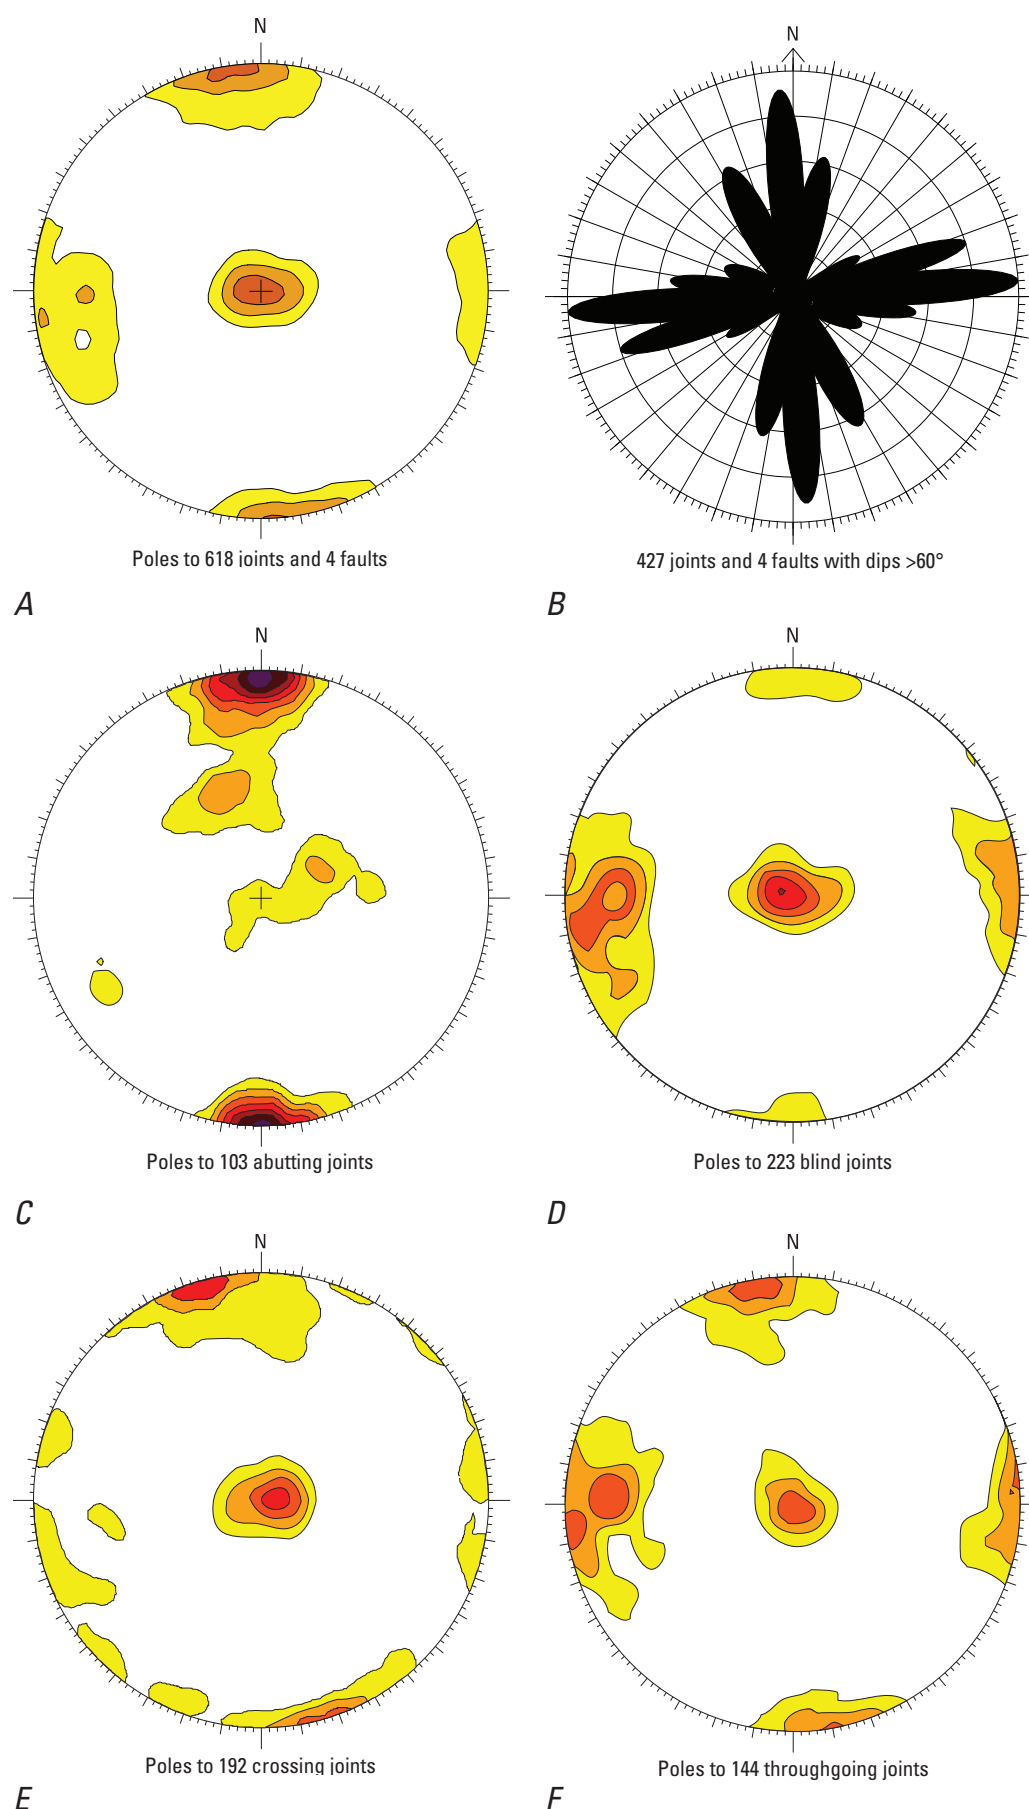 N
N
Poles to 618 joints and 4 faults
427 joints and 4 faults with dips >60°
A
B
N
N
Poles to 103 abutting joints
Poles to 223 blind joints
C
D
N
N
Poles to 192 crossing joints
Poles to 144 throughgoing joints
E
F